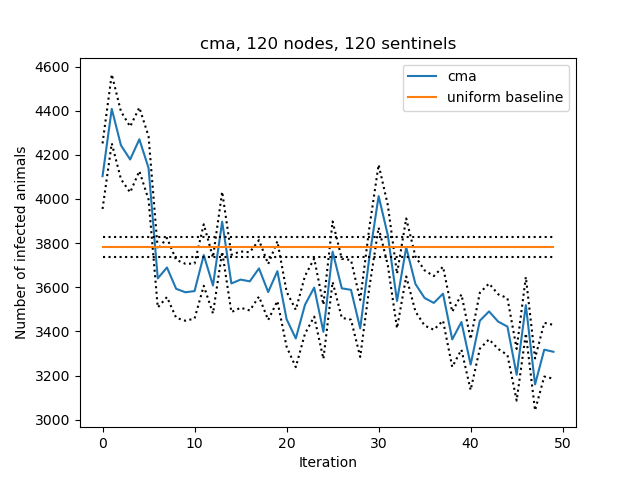 cma, 120 nodes, 120 sentinels
cma
uniform baseline
Number of infected animals
4600
4400
4200
4000
3800
3600
3400
3200
3000
0 10 20 30 40 50
Iteration